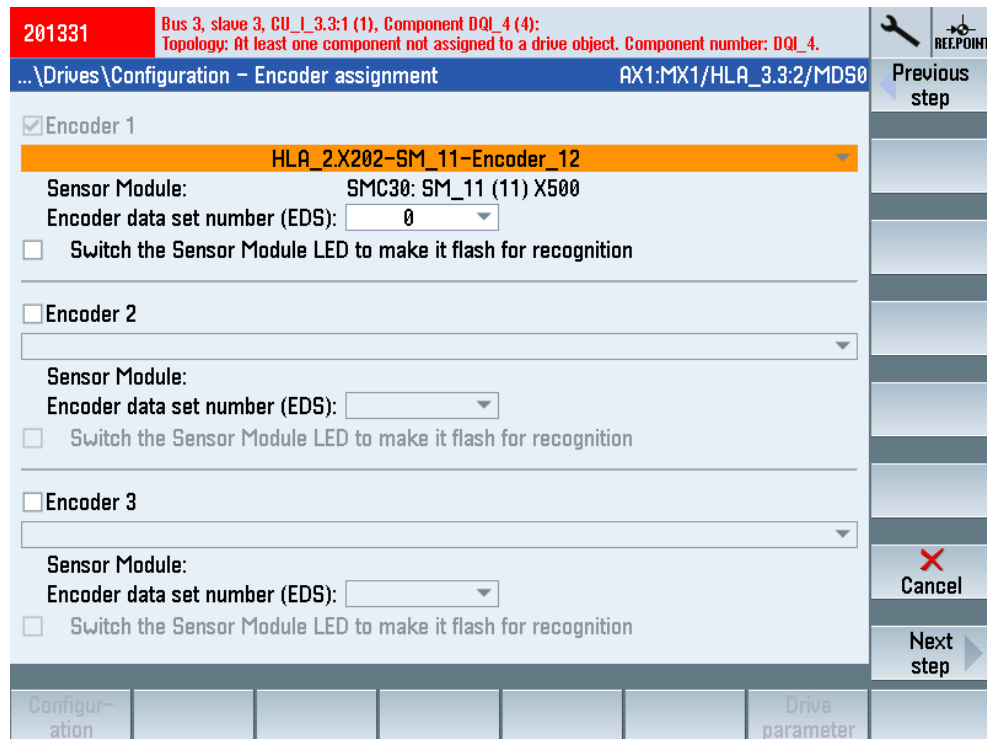 201331
Bus 3, slave 3, CU_I_3.3:1 (1), Component DQI_4 (4):
Topology: At least one component not assigned to a drive object. Component number: DQI_4.
REF.POINT
...\Drives\Configuration - Encoder assignment AX1:MX1/HLA_3.3:2/MDS0
Previous
step
Encoder 1
HLA_2.X202-SM_11-Encoder_12
Sensor Module: SMC30: SM_11 (11) X500
Encoder data set number (EDS): 0
Switch the Sensor Module LED to make it flash for recognition
Encoder 2
Sensor Module:
Encoder data set number (EDS):
Switch the Sensor Module LED to make it flash for recognition
Encoder 3
Sensor Module:
Encoder data set number (EDS):
Switch the Sensor Module LED to make it flash for recognition
Cancel
Next
step
Configur-
ation
Drive
parameter